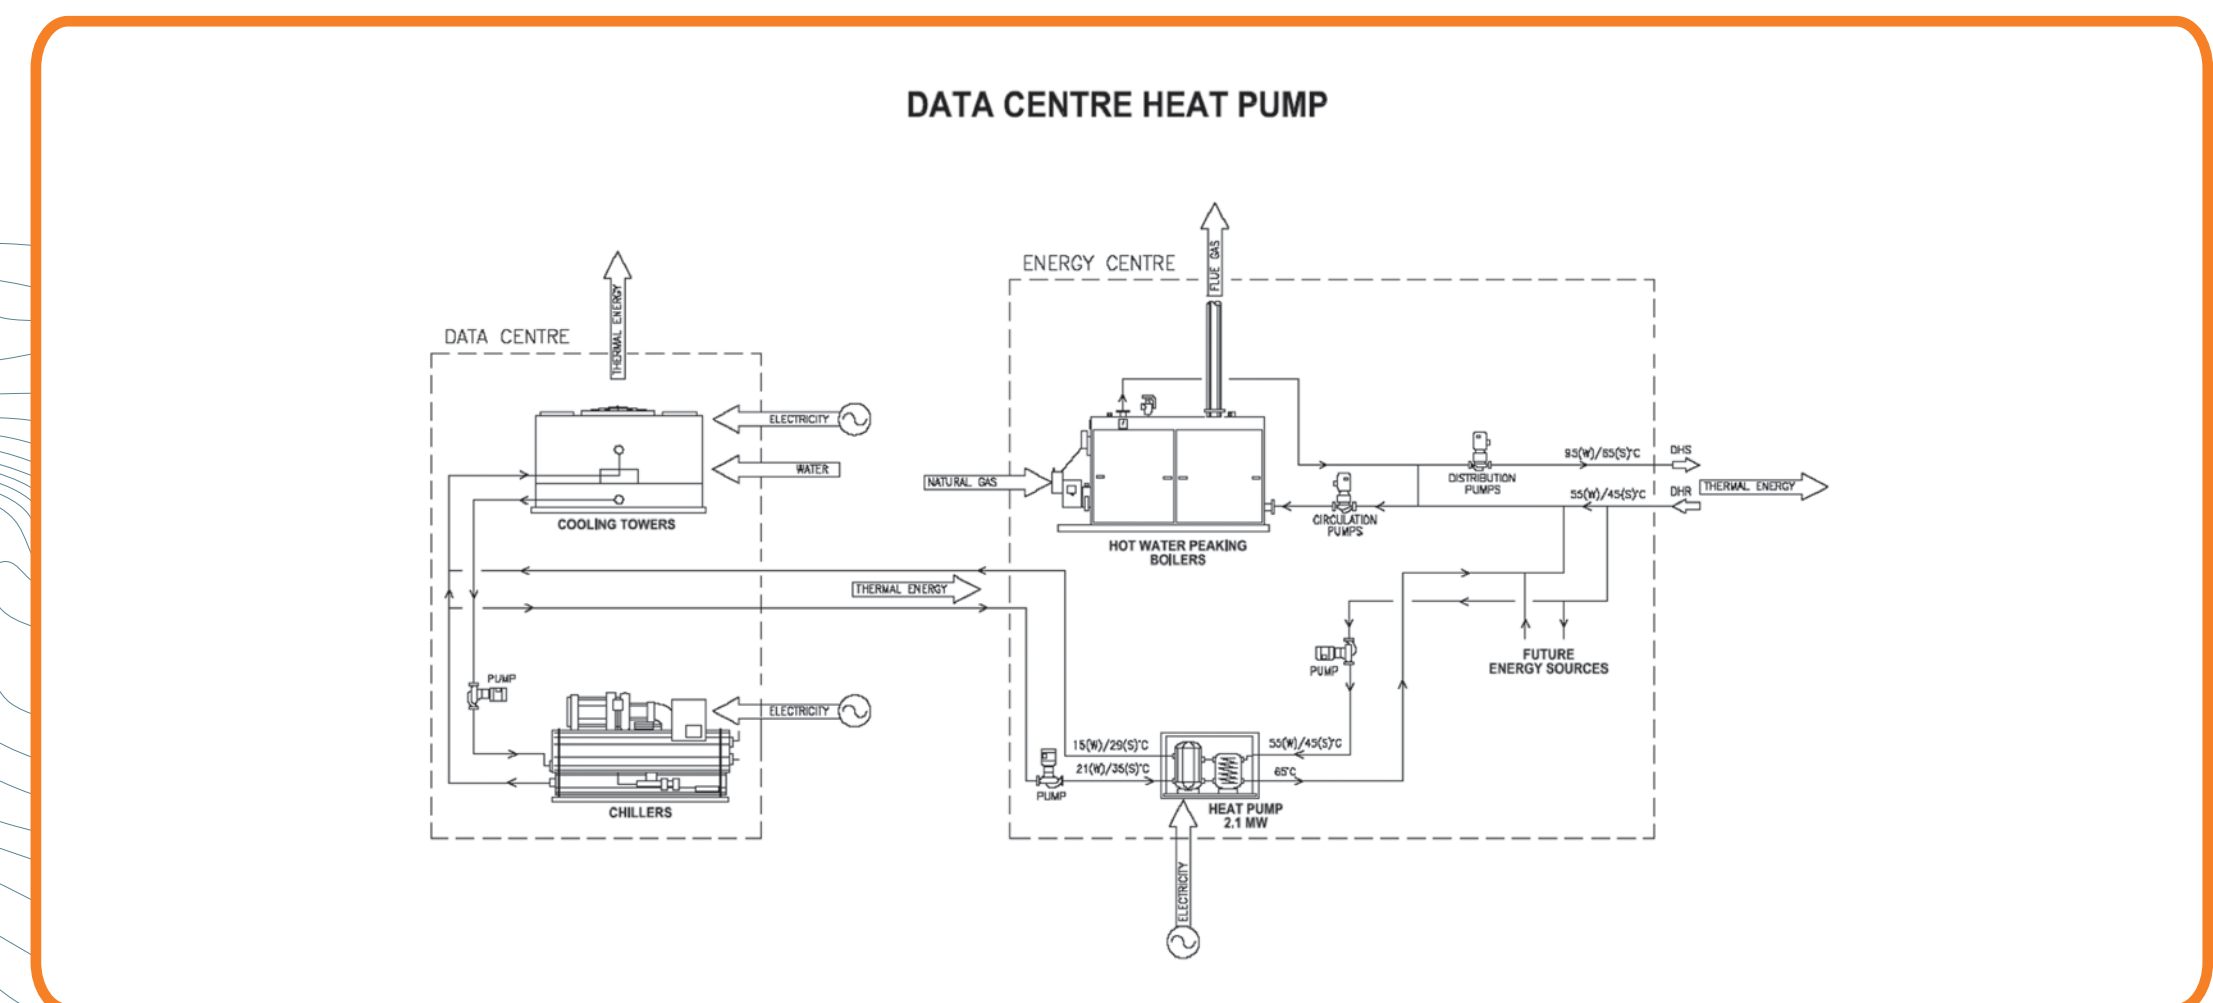 DATA CENTRE HEAT PUMP
FLUE GAS
ENERGY CENTRE
THERMAL ENERGY
DATA CENTRE
ELECTRICITY
WATER
COOLING TOWERS
NATURAL GAS
HOT WATER PEAKING
BOILERS
CIRCULATION
PUMPS
DISTRIBUTION
PUMPS
95(W)/65(S)°C
DHS
55(W)/45(S)°C
DHR
THERMAL ENERGY
THERMAL ENERGY
PUMP
FUTURE
ENERGY SOURCES
PUMP
ELECTRICITY
CHILLERS
15(W)/29(S)°C
21(W)/35(S)°C
PUMP
55(W)/45(S)°C
65°C
HEAT PUMP
2.1 MW
ELECTRICITY